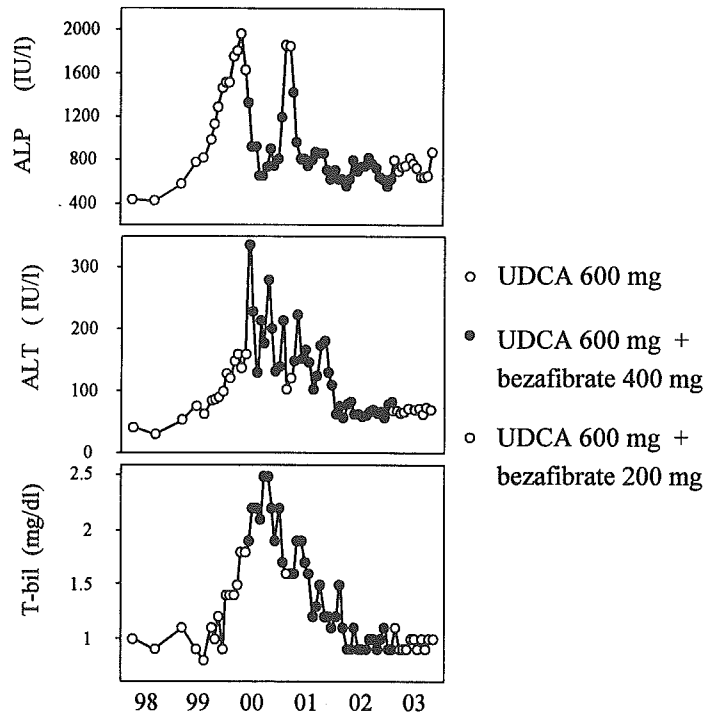 ALP (IU/l)
2000
1600
1200
800
400
ALT ( IU/l)
300
200
100
0
T-bil (mg/dl)
2.5
2
1.5
1
98 99 00 01 02 03
UDCA 600 mg
UDCA 600 mg +
bezafibrate 400 mg
UDCA 600 mg +
bezafibrate 200 mg